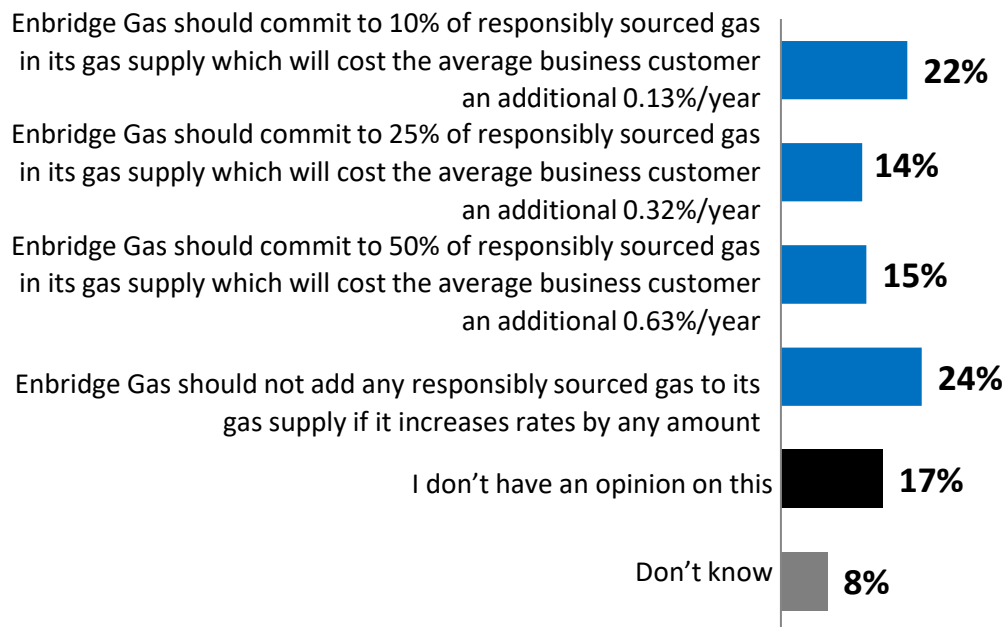 Enbridge Gas should commit to 10% of responsibly sourced gas
in its gas supply which will cost the average business customer
an additional 0.13%/year
22%
Enbridge Gas should commit to 25% of responsibly sourced gas
in its gas supply which will cost the average business customer
an additional 0.32%/year
14%
Enbridge Gas should commit to 50% of responsibly sourced gas
in its gas supply which will cost the average business customer
an additional 0.63%/year
15%
Enbridge Gas should not add any responsibly sourced gas to its
gas supply if it increases rates by any amount
24%
I don’t have an opinion on this
17%
Don’t know
8%